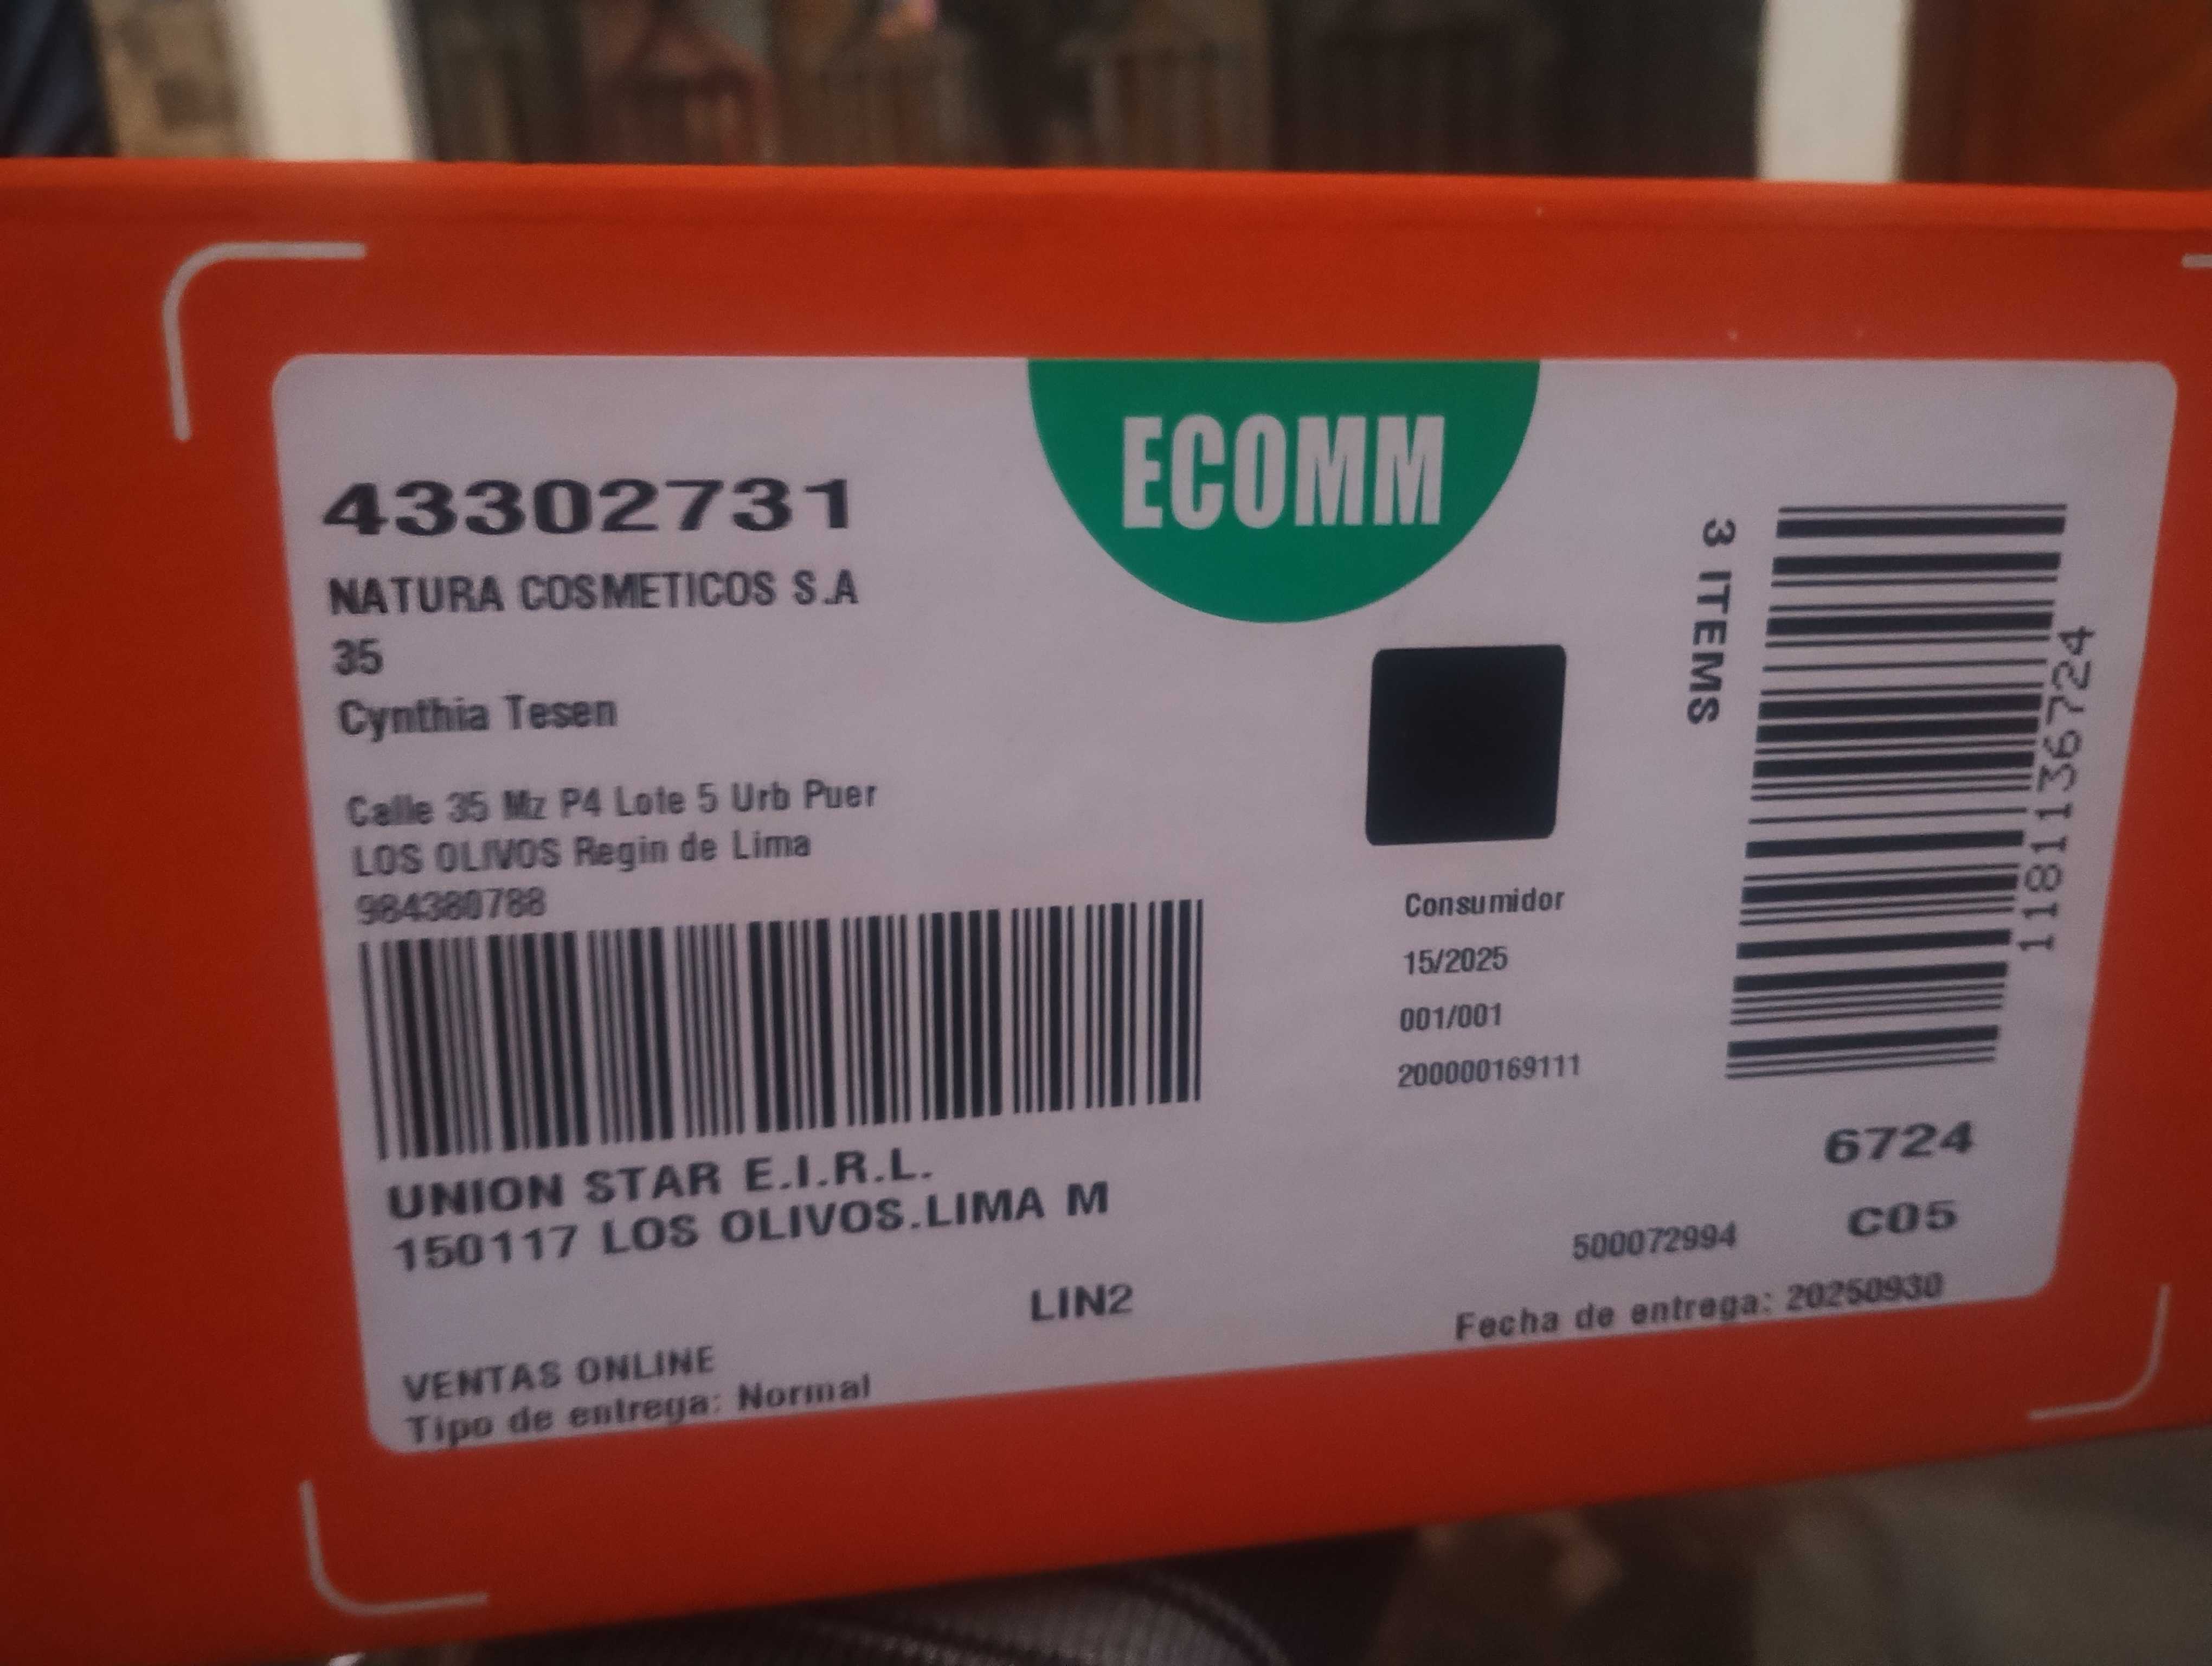 ECOMM
43302731
NATURA COSMETICOS S.A
35
Cynthia Tesen
Calle 35 Mz P4 Lote 5 Urb Puer
LOS OLIVOS Regin de Lima
984380788
UNION STAR E.I.R.L.
150117 LOS OLIVOS.LIMA M
LIN2
VENTAS ONLINE
Tipo de entrega: Normal
Consumidor
15/2025
001/001
200000169111
3 ITEMS
1181136724
6724
C05
500072994
Fecha de entrega: 20250930